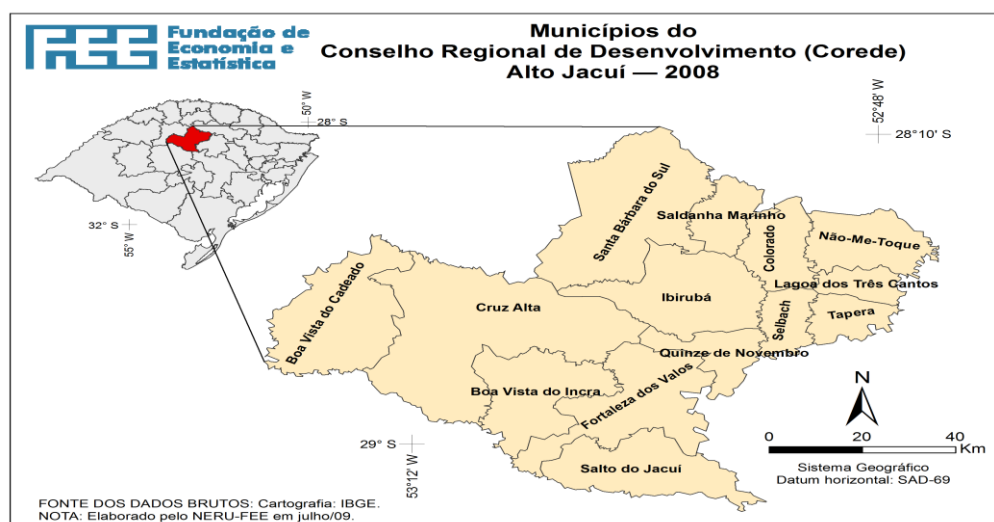 FEE Fundação de
Economia e
Estatística
Municípios do
Conselho Regional de Desenvolvimento (Corede)
Alto Jacuí — 2008
50° W
28° S
32° S
55° W
52° 48' W
28° 10' S
Santa Bárbara do Sul
Saldanha Marinho
Colorado
Não-Me-Toque
Lagoa dos Três Cantos
Boa Vista do Cadeado
Cruz Alta
Ibirubá
Selbach
Tapera
Quinze de Novembro
Boa Vista do Incra
Fortaleza dos Valos
Salto do Jacuí
29° S
53° 12' W
N
0 20 40
Km
Sistema Geográfico
Datum horizontal: SAD-69
FONTE DOS DADOS BRUTOS: Cartografia: IBGE.
NOTA: Elaborado pelo NERU-FEE em julho/09.